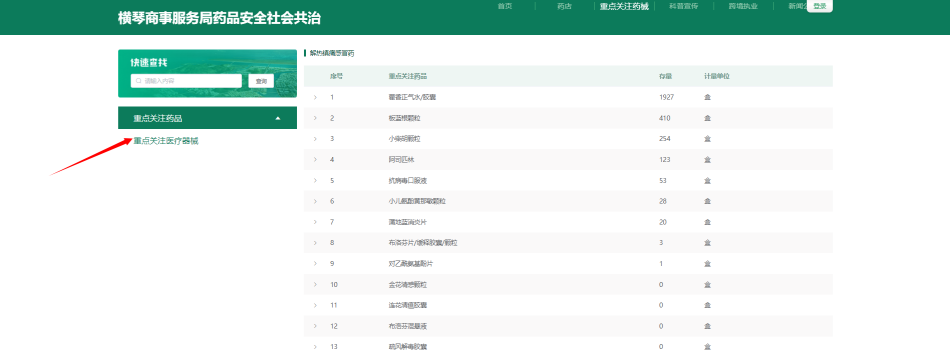 横琴商事服务局药品安全社会共治
首页 药店 重点关注药械 科普宣传 跨境执业 新闻 登录
快速查找
请输入内容 查询
重点关注药品
重点关注医疗器械
解热镇痛感冒药
序号 重点关注药品 存量 计量单位
1 藿香正气水/胶囊 1927 盒
2 板蓝根颗粒 410 盒
3 小柴胡颗粒 254 盒
4 阿司匹林 123 盒
5 抗病毒口服液 53 盒
6 小儿氨酚黄那敏颗粒 28 盒
7 蒲地蓝消炎片 20 盒
8 布洛芬片/缓释胶囊/颗粒 3 盒
9 对乙酰氨基酚片 1 盒
10 金花清感颗粒 0 盒
11 连花清瘟胶囊 0 盒
12 布洛芬混悬液 0 盒
13 疏风解毒胶囊 0 盒